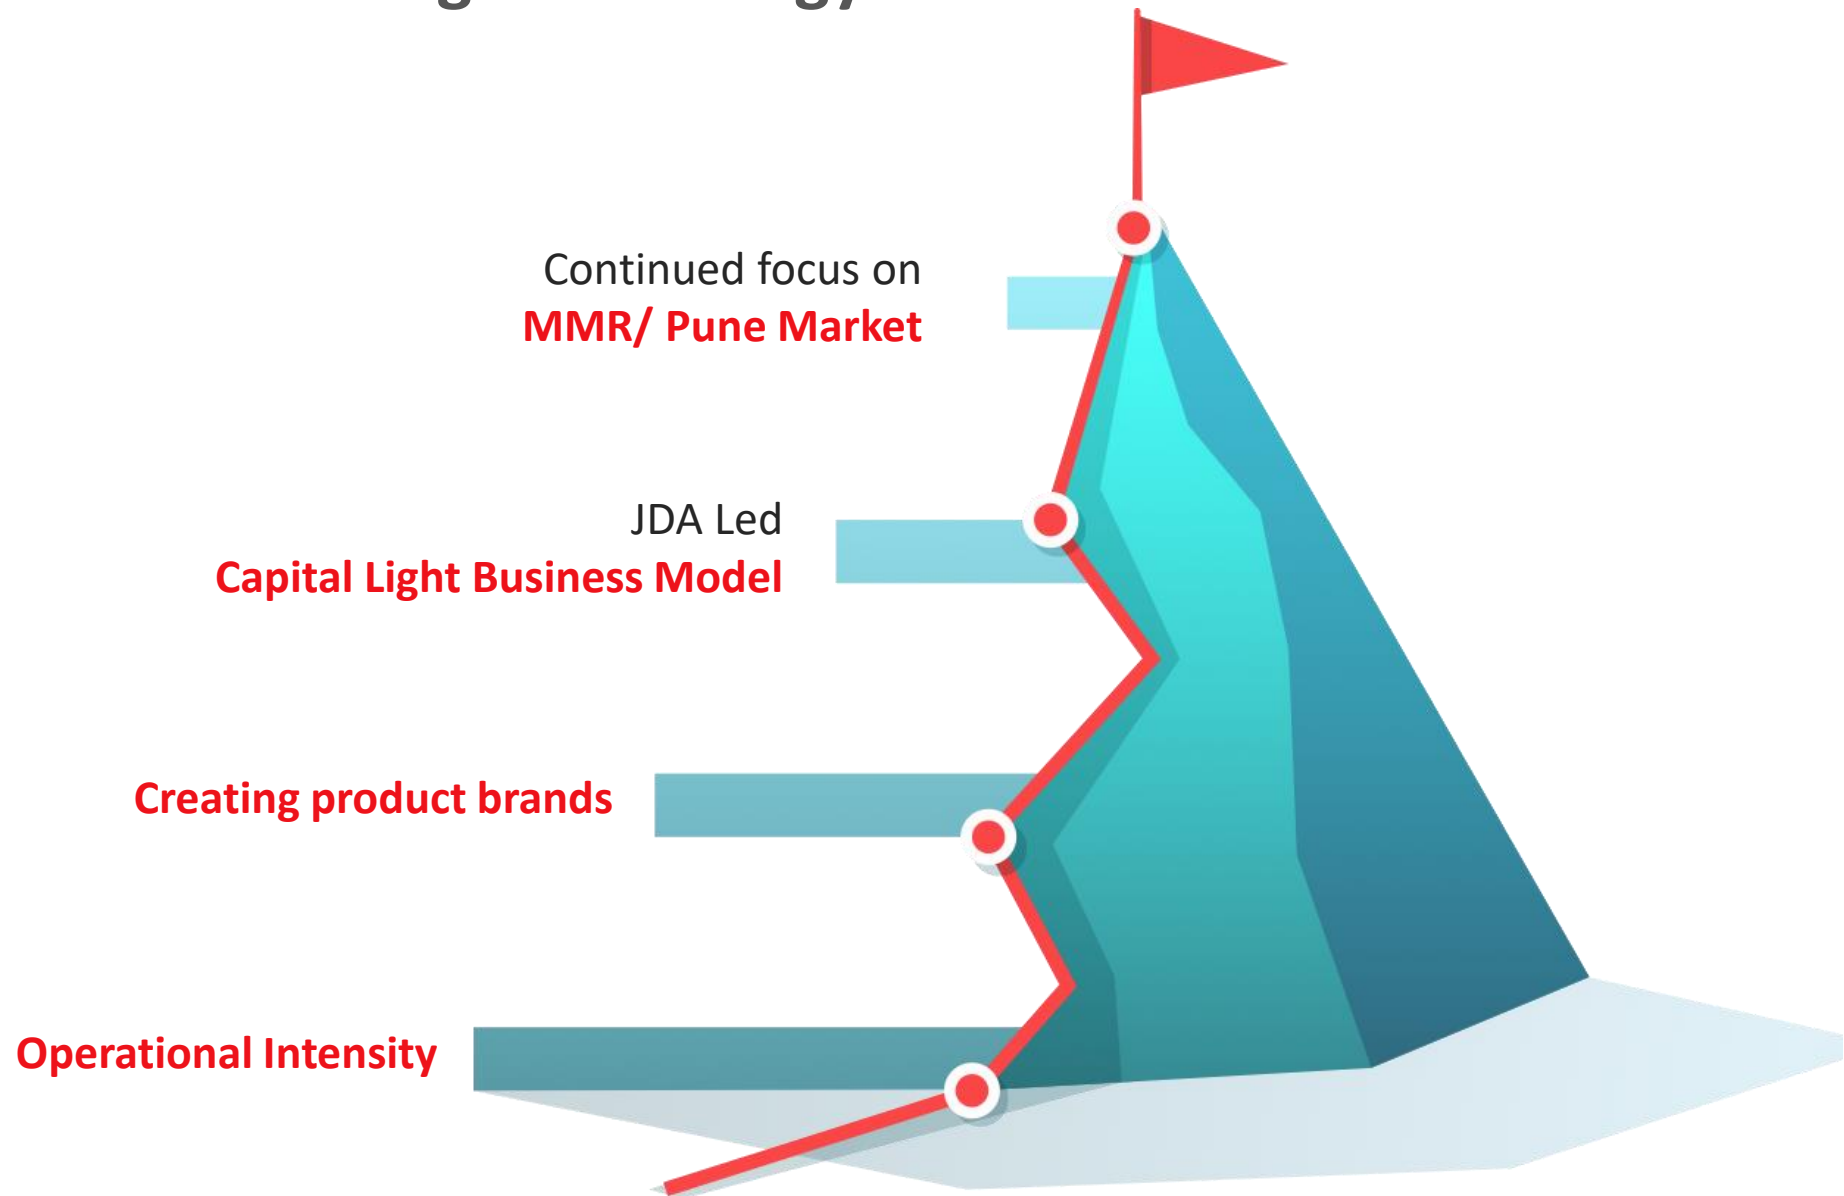 Continued focus on
MMR/ Pune Market
JDA Led
Capital Light Business Model
Creating product brands
Operational Intensity